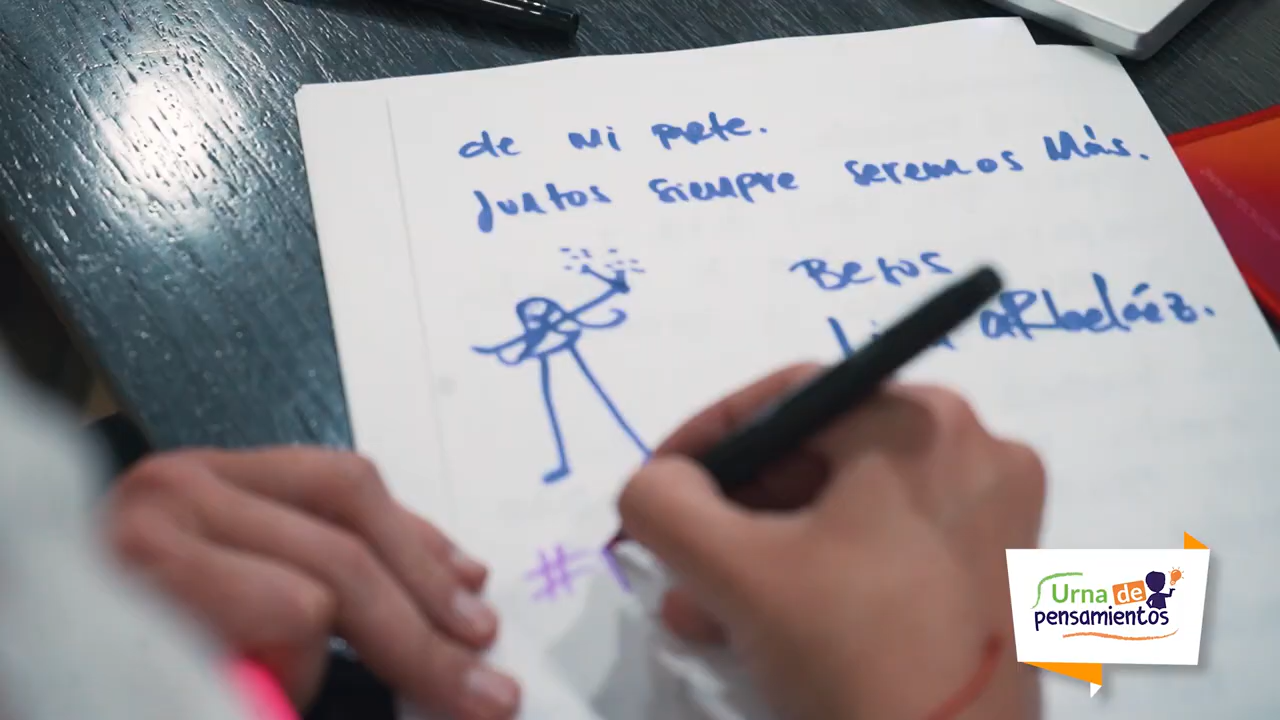 de mi parte.
Juntos siempre seremos Más.
Besos
aRbeláez.
#
Urna de
pensamientos